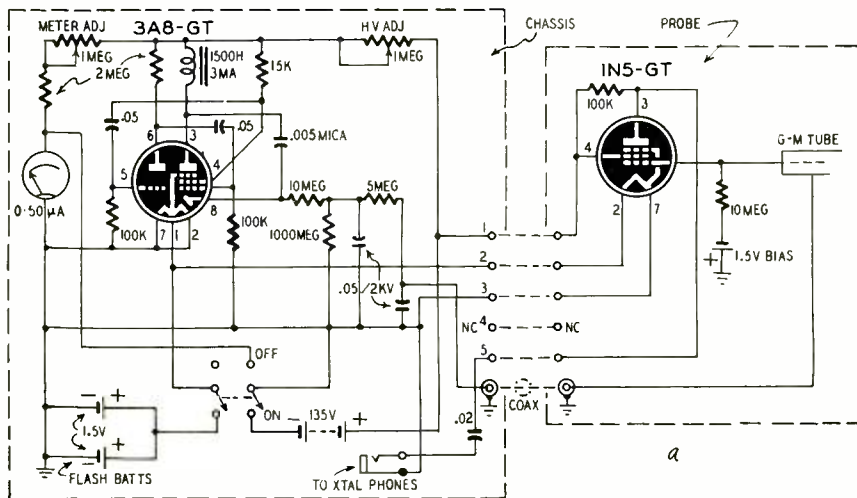 METER ADJ
3A8-GT
HV ADJ
CHASSIS
PROBE
1MEG
2MEG
1500H
3MA
15K
1MEG
1N5-GT
100K
3
.05
.05
.005 MICA
6
3
4
5
8
4
G-M TUBE
0-50µA
10MEG
5MEG
2
7
10MEG
100K
7
1
2
100K
1000MEG
1
+
1.5V BIAS
2
.05/2KV
3
NC
4
NC
OFF
5
ON
135V
-
+
COAX
-
+
1.5V
-
+
.02
a
FLASH BATTS
TO XTAL PHONES